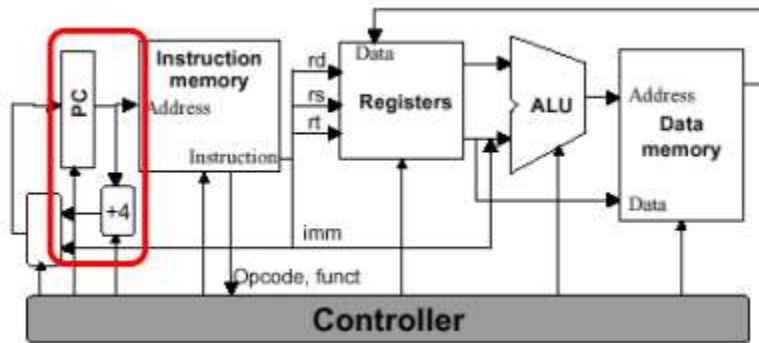 PC
+4
Instruction
memory
Address
Instruction
rd
rs
rt
imm
Opcode, funct
Data
Registers
ALU
Address
Data
memory
Data
Controller